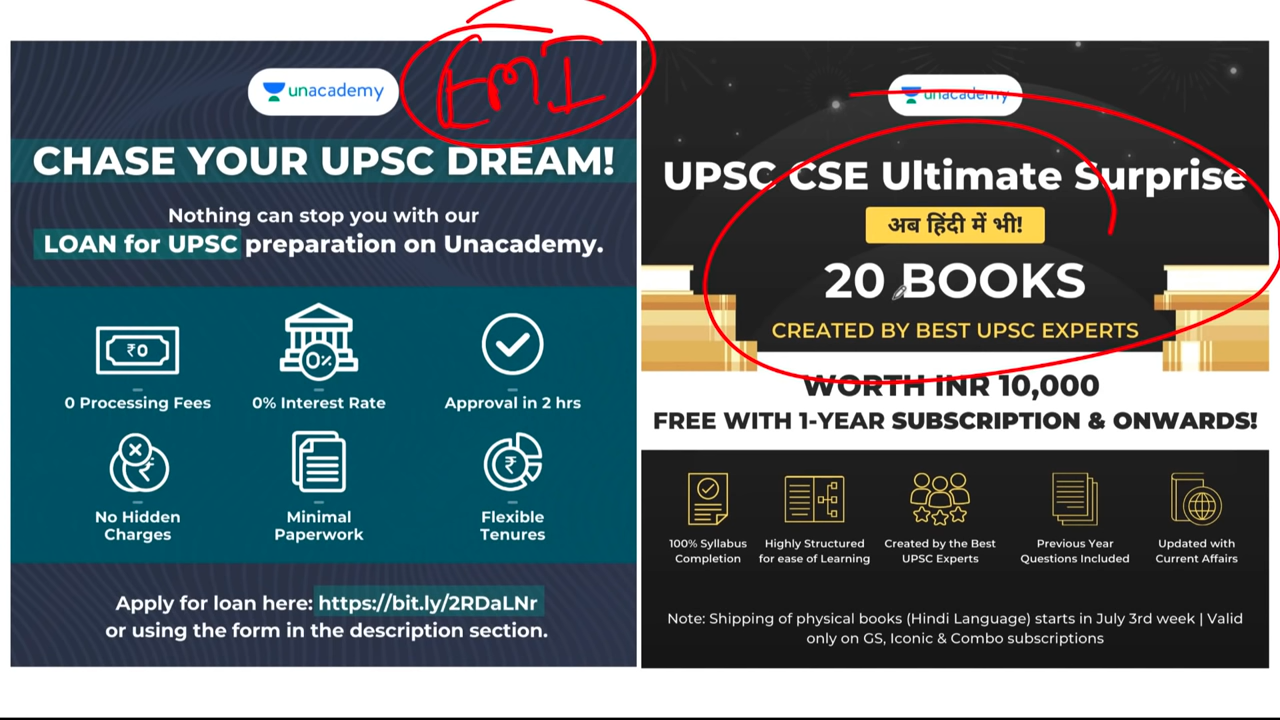 EMI
unacademy
CHASE YOUR UPSC DREAM!
Nothing can stop you with our
LOAN for UPSC preparation on Unacademy.
₹0
0%
0 Processing Fees
0% Interest Rate
Approval in 2 hrs
₹
₹
No Hidden
Charges
Minimal
Paperwork
Flexible
Tenures
Apply for loan here: https://bit.ly/2RDaLNr
or using the form in the description section.
unacademy
UPSC CSE Ultimate Surprise
अब हिंदी में भी!
20 BOOKS
CREATED BY BEST UPSC EXPERTS
WORTH INR 10,000
FREE WITH 1-YEAR SUBSCRIPTION & ONWARDS!
100% Syllabus
Completion
Highly Structured
for ease of Learning
Created by the Best
UPSC Experts
Previous Year
Questions Included
Updated with
Current Affairs
Note: Shipping of physical books (Hindi Language) starts in July 3rd week | Valid
only on GS, Iconic & Combo subscriptions